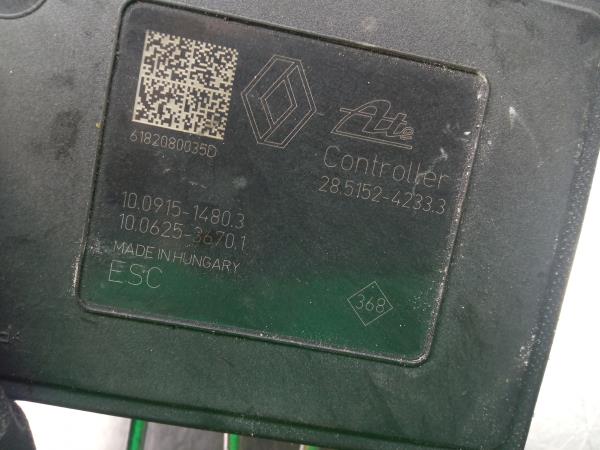 6182080035D
Ate
Controller
28.5152-4233.3
10.0915-1480.3
10.0625-3670.1
MADE IN HUNGARY
ESC
368